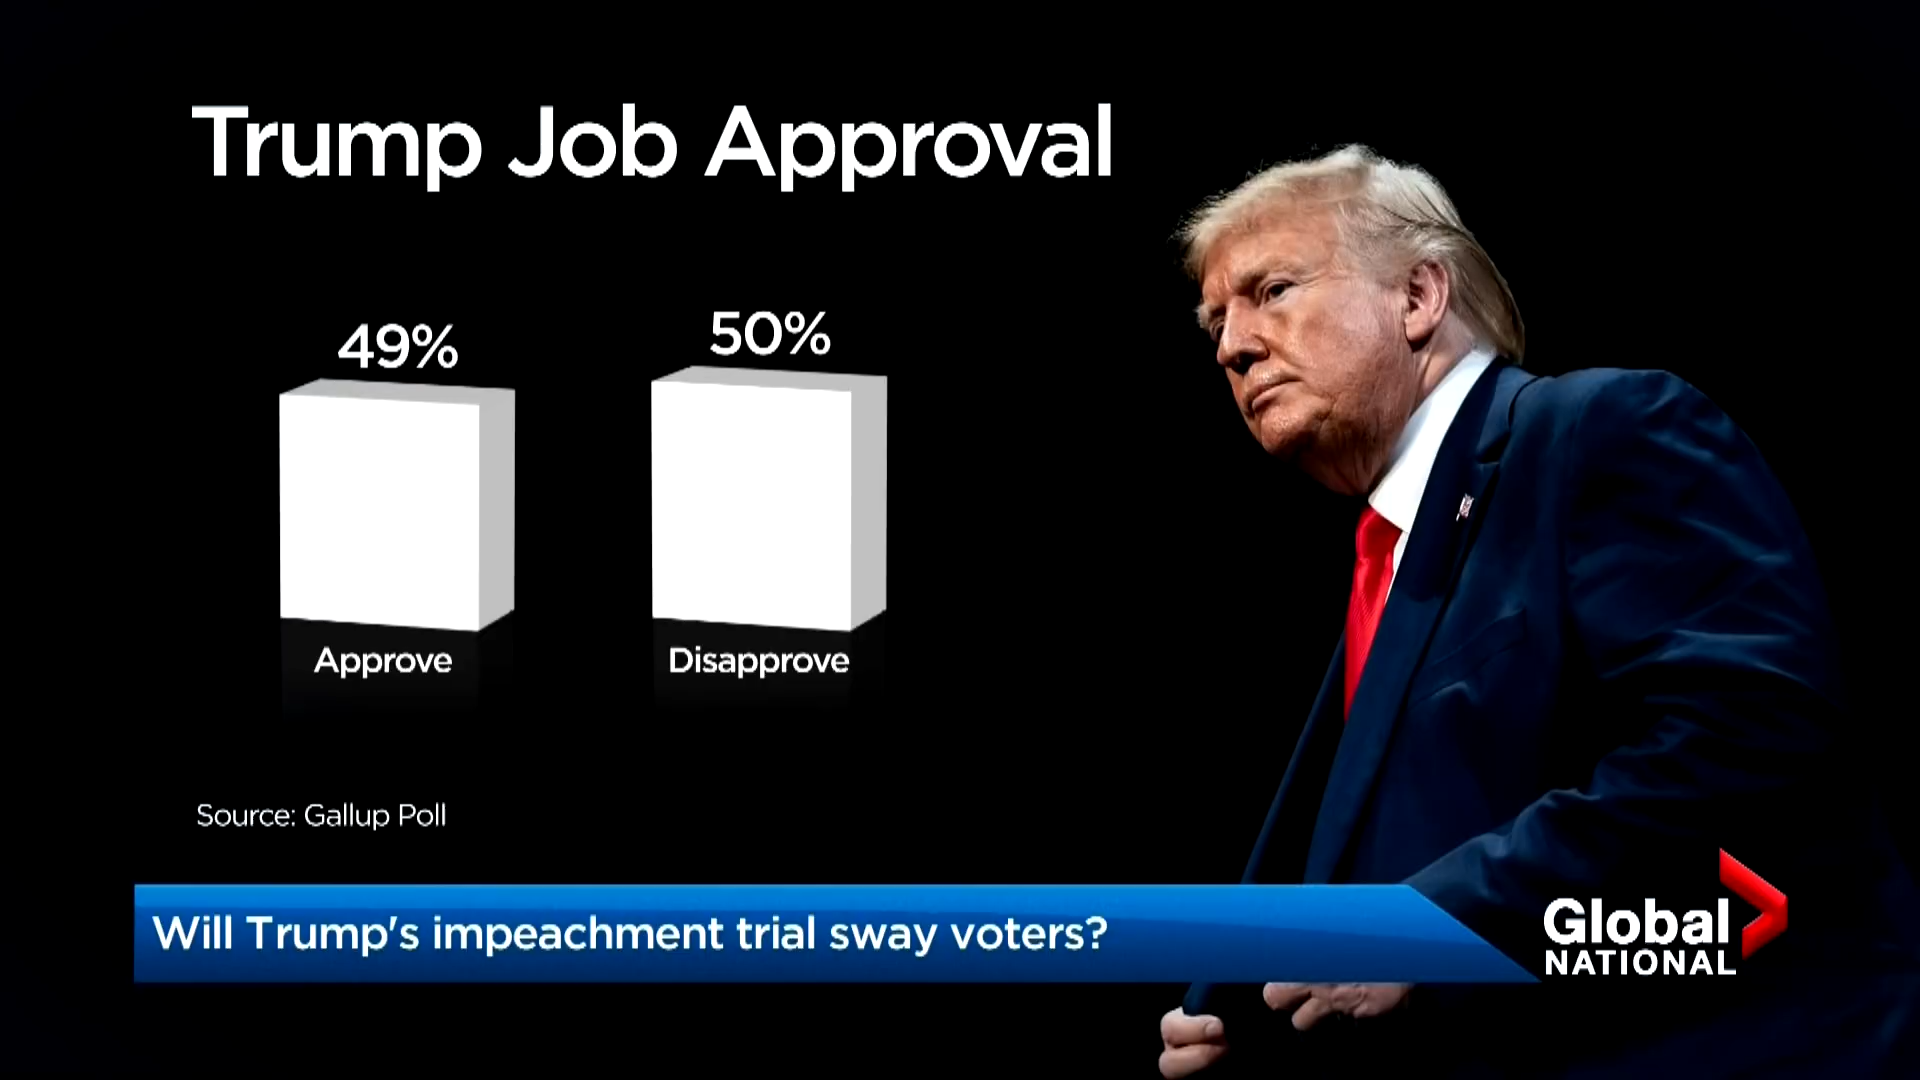 Trump Job Approval
49%
50%
Approve
Disapprove
Source: Gallup Poll
Will Trump's impeachment trial sway voters?
Global
NATIONAL